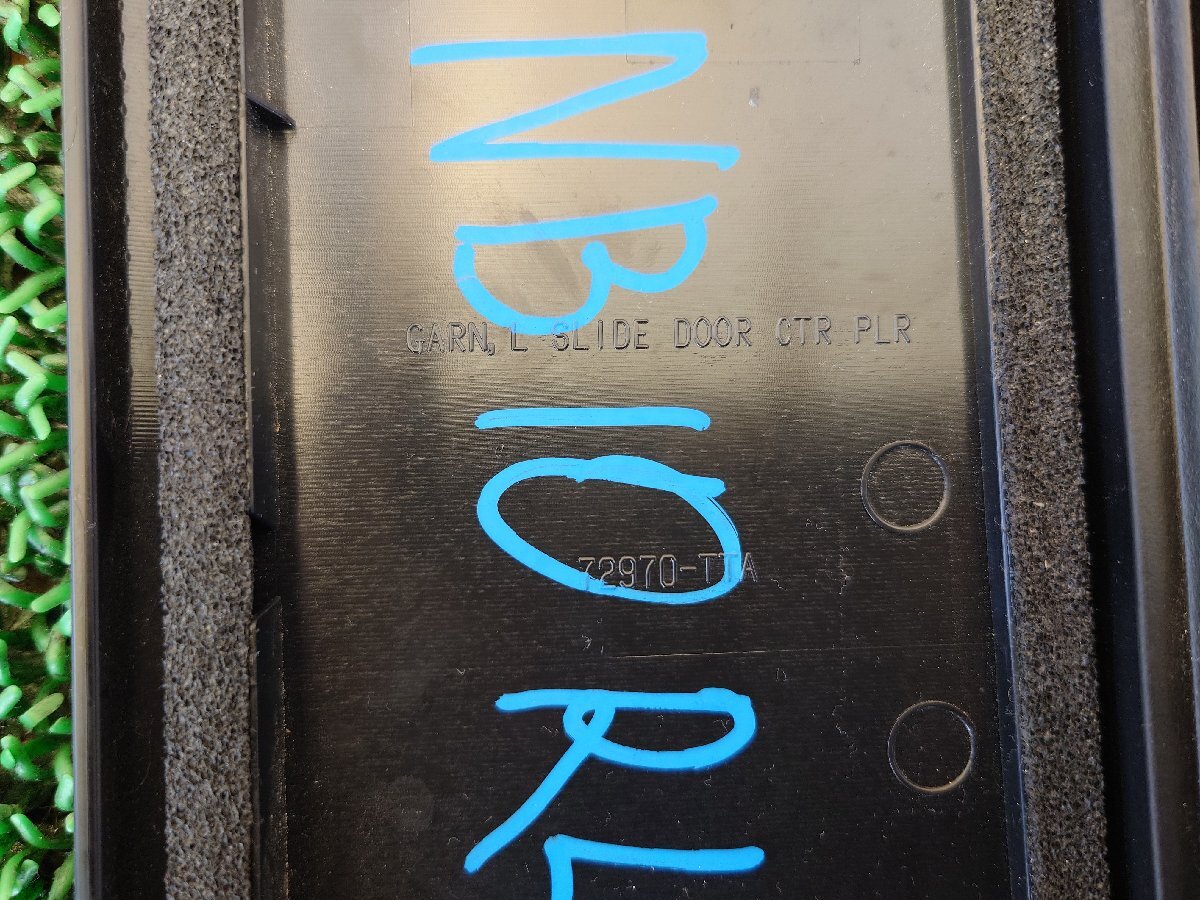 NB10RL
GARN, L SLIDE DOOR CTR PLR
72970-TTA